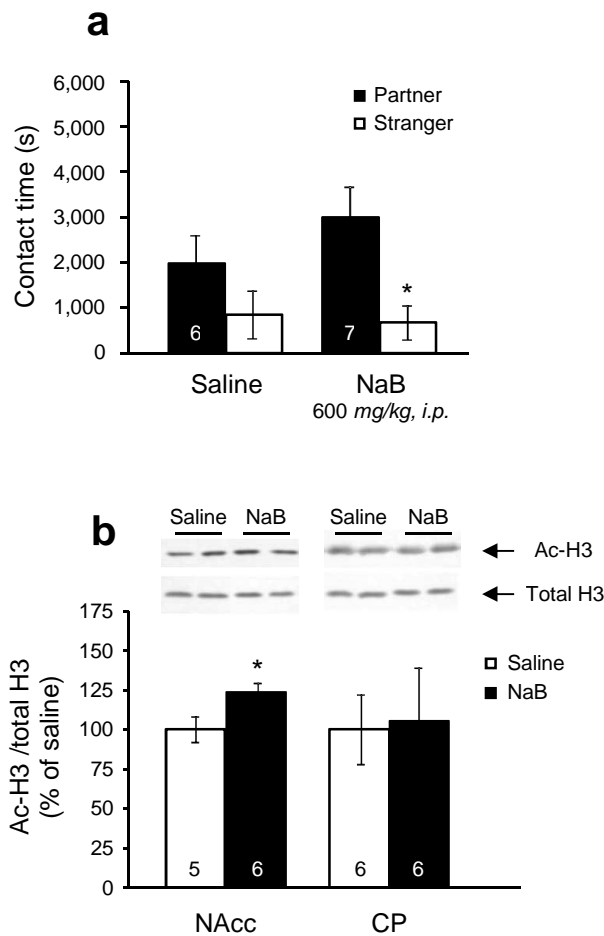 a
6,000
5,000
4,000
3,000
2,000
1,000
0
Contact time (s)
Partner
Stranger
*
6
7
Saline
NaB
600 mg/kg, i.p.
b
Saline NaB Saline NaB
Ac-H3
Total H3
175
150
125
100
75
50
25
0
Ac-H3 /total H3
(% of saline)
Saline
NaB
*
5 6 6 6
NAcc CP